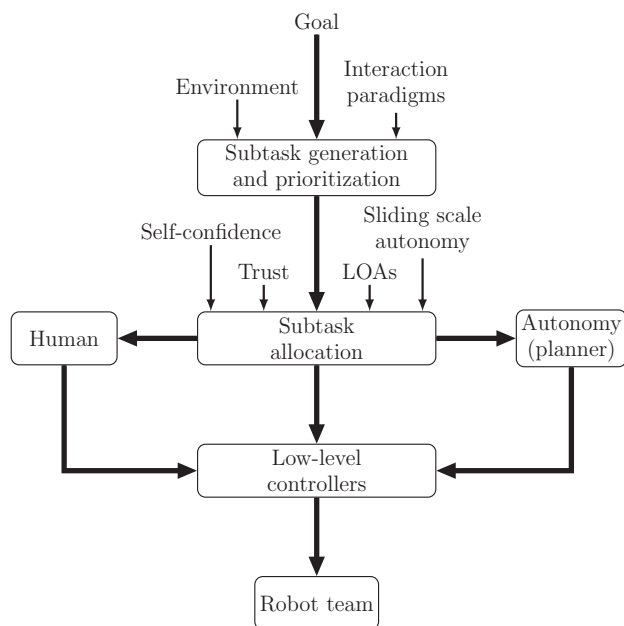 Goal
Environment
Interaction
paradigms
Subtask generation
and prioritization
Self-confidence
Sliding scale
autonomy
Trust
LOAs
Human
Subtask
allocation
Autonomy
(planner)
Low-level
controllers
Robot team